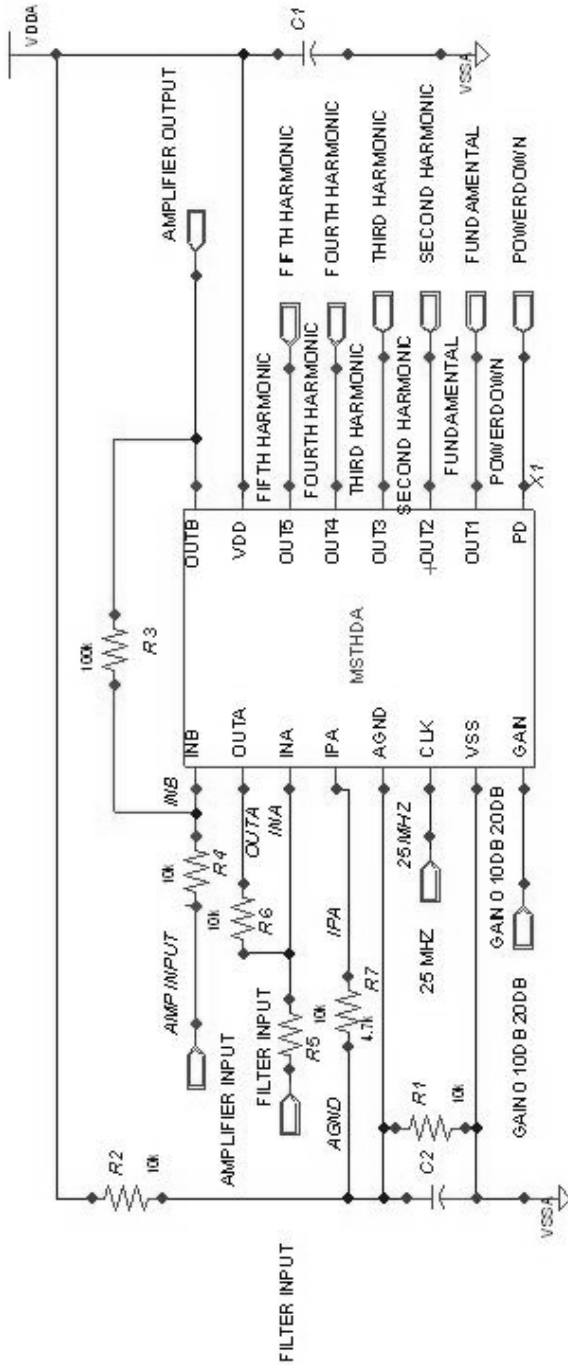 VDDA
C1
VSSA
AMPLIFIER OUTPUT
FIFTH HARMONIC
FOURTH HARMONIC
THIRD HARMONIC
SECOND HARMONIC
FUNDAMENTAL
POWERDOWN
FIFTH HARMONIC
FOURTH HARMONIC
THIRD HARMONIC
SECOND HARMONIC
FUNDAMENTAL
POWERDOWN
X1
100k
R3
OUTB
VDD
OUT5
OUT4
OUT3
+OUT2
OUT1
PD
MSTHDA
INB
OUTA
INA
IPA
AGND
CLK
VSS
GAN
INB
OUTA
INA
IPA
25 MHZ
GAIN 0 10DB 20DB
10k
R4
10k
R6
AMP INPUT
AMPLIFIER INPUT
FILTER INPUT
10k
R5
R7
4.7k
AGND
25 MHZ
GAIN 0 10DB 20DB
R2
10k
R1
10k
C2
VSSA
FILTER INPUT